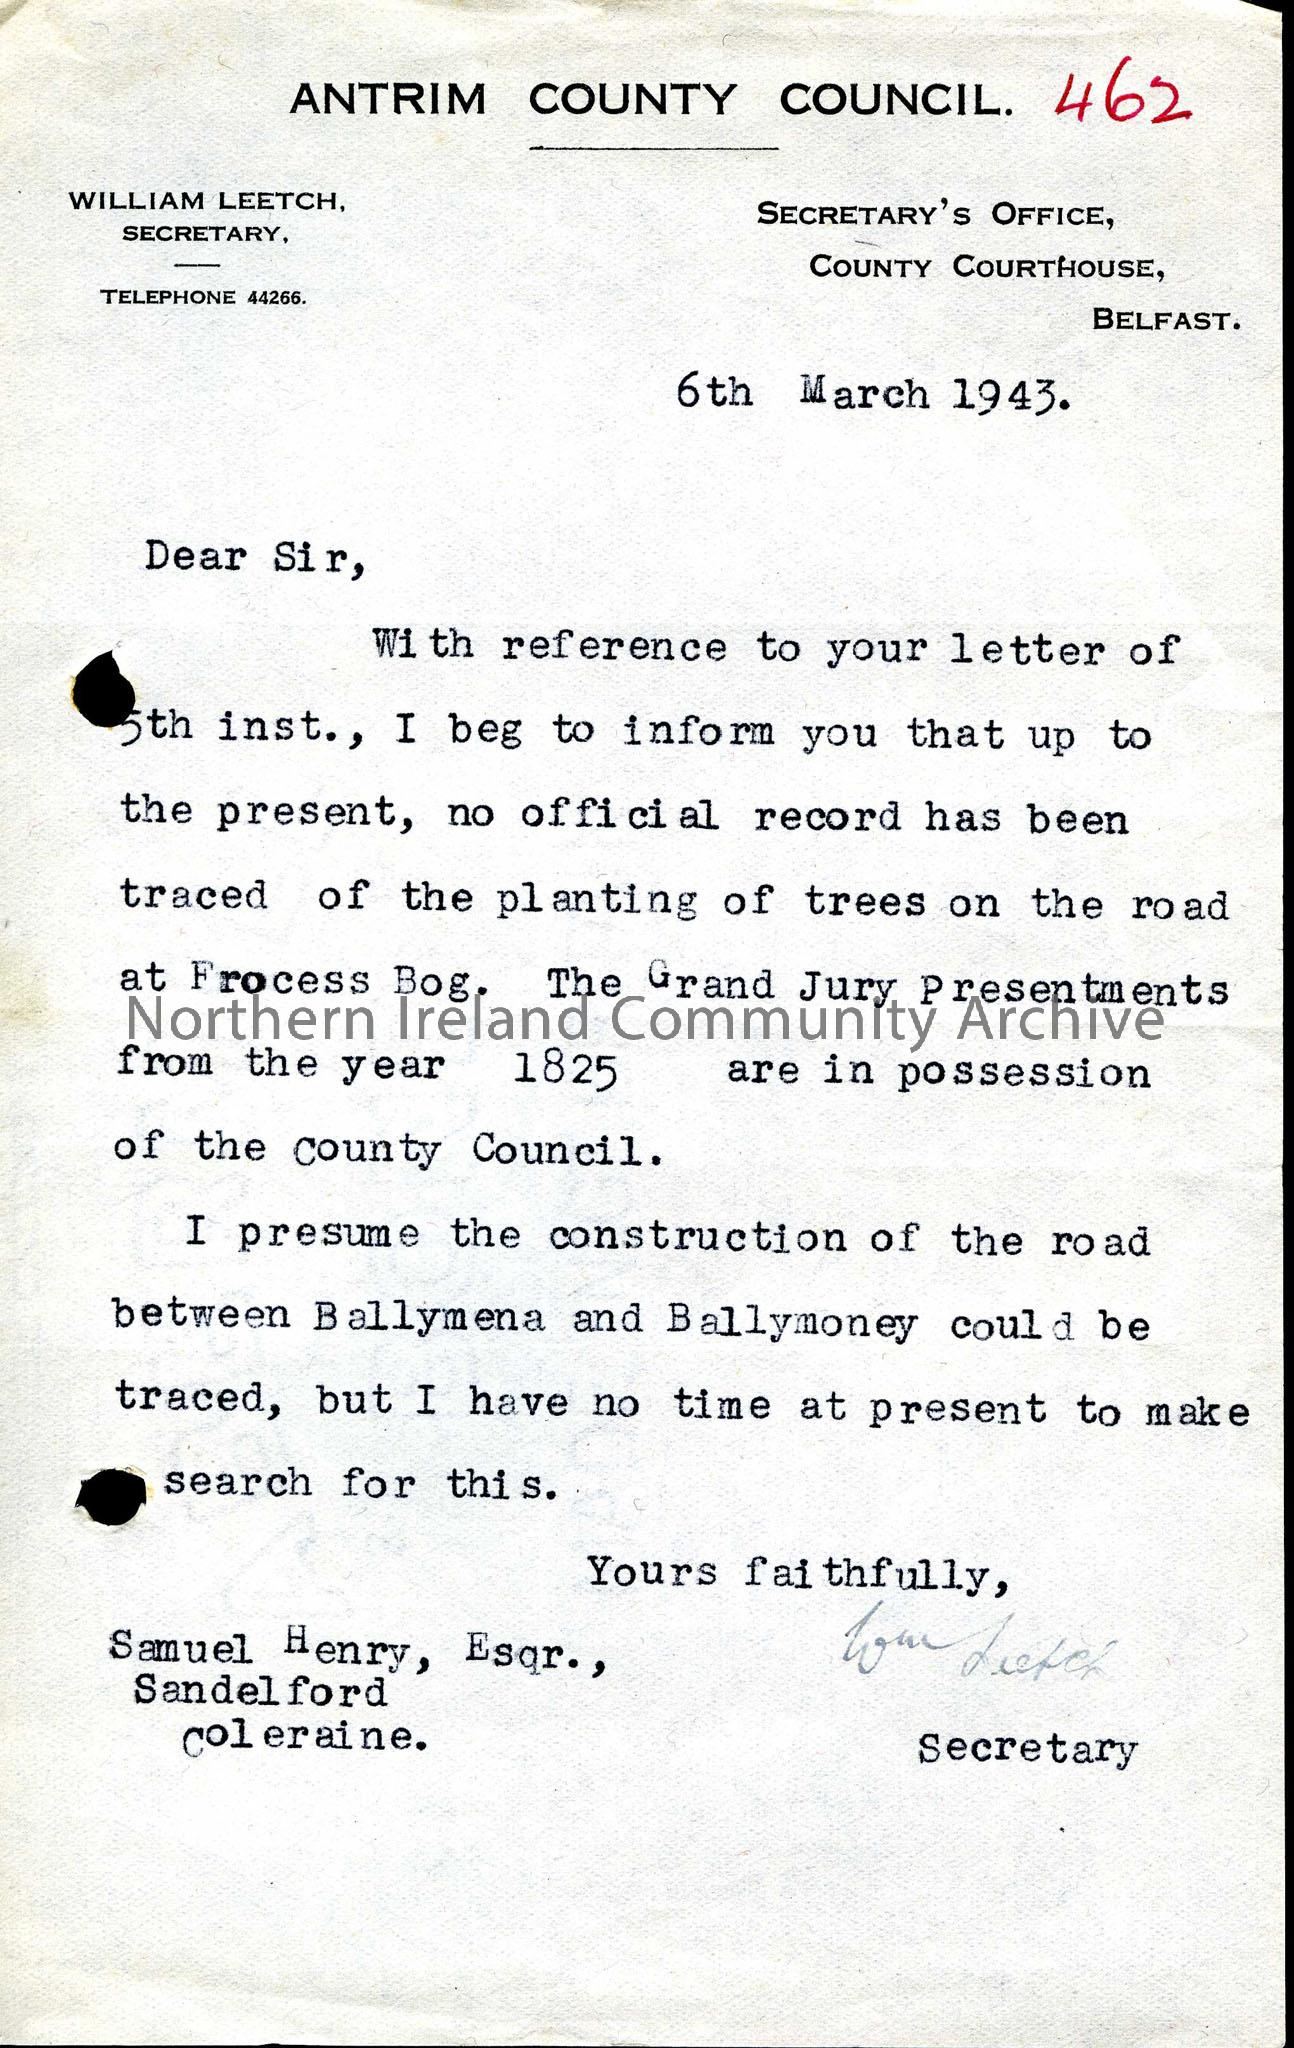 ANTRIM COUNTY COUNCIL. 462
WILLIAM LEETCH,
SECRETARY,
TELEPHONE 44266.
SECRETARY'S OFFICE,
COUNTY COURTHOUSE,
BELFAST.
6th March 1943.
Dear Sir,
With reference to your letter of
5th inst., I beg to inform you that up to
the present, no official record has been
traced of the planting of trees on the road
at Frocess Bog. The Grand Jury Presentments
Northern Ireland Community Archive
from the year 1825 are in possession
of the County Council.
I presume the construction of the road
between Ballymena and Ballymoney could be
traced, but I have no time at present to make
search for this.
Yours faithfully,
Wm Leetch
Samuel Henry, Esqr.,
Sandelford
Coleraine.
Secretary